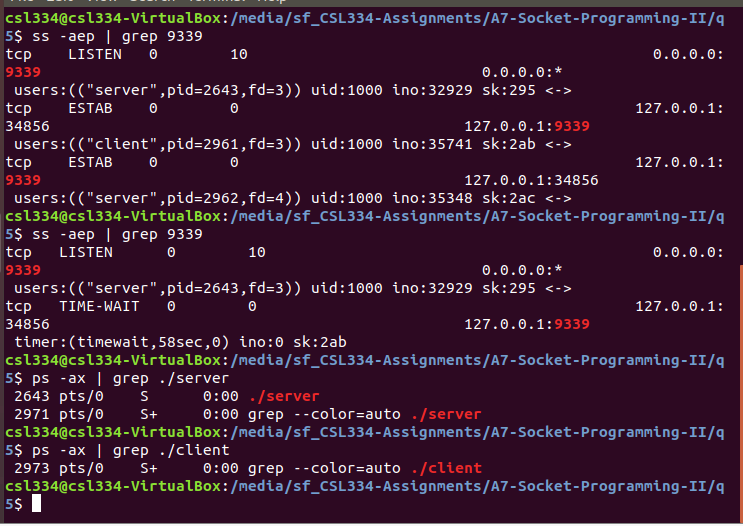 csl334@csl334-VirtualBox:/media/sf_CSL334-Assignments/A7-Socket-Programming-II/q
5$ ss -aep | grep 9339
tcp    LISTEN   0        10                                             0.0.0.0:
9339                                                 0.0.0.0:*
 users:(("server",pid=2643,fd=3)) uid:1000 ino:32929 sk:295 <->
tcp    ESTAB    0        0                                            127.0.0.1:
34856                                              127.0.0.1:9339
 users:(("client",pid=2961,fd=3)) uid:1000 ino:35741 sk:2ab <->
tcp    ESTAB    0        0                                            127.0.0.1:
9339                                               127.0.0.1:34856
 users:(("server",pid=2962,fd=4)) uid:1000 ino:35348 sk:2ac <->
csl334@csl334-VirtualBox:/media/sf_CSL334-Assignments/A7-Socket-Programming-II/q
5$ ss -aep | grep 9339
tcp   LISTEN      0        10                                           0.0.0.0:
9339                                                 0.0.0.0:*
 users:(("server",pid=2643,fd=3)) uid:1000 ino:32929 sk:295 <->
tcp   TIME-WAIT   0        0                                          127.0.0.1:
34856                                              127.0.0.1:9339
 timer:(timewait,58sec,0) ino:0 sk:2ab
csl334@csl334-VirtualBox:/media/sf_CSL334-Assignments/A7-Socket-Programming-II/q
5$ ps -ax | grep ./server
 2643 pts/0    S      0:00 ./server
 2971 pts/0    S+     0:00 grep --color=auto ./server
csl334@csl334-VirtualBox:/media/sf_CSL334-Assignments/A7-Socket-Programming-II/q
5$ ps -ax | grep ./client
 2973 pts/0    S+     0:00 grep --color=auto ./client
csl334@csl334-VirtualBox:/media/sf_CSL334-Assignments/A7-Socket-Programming-II/q
5$